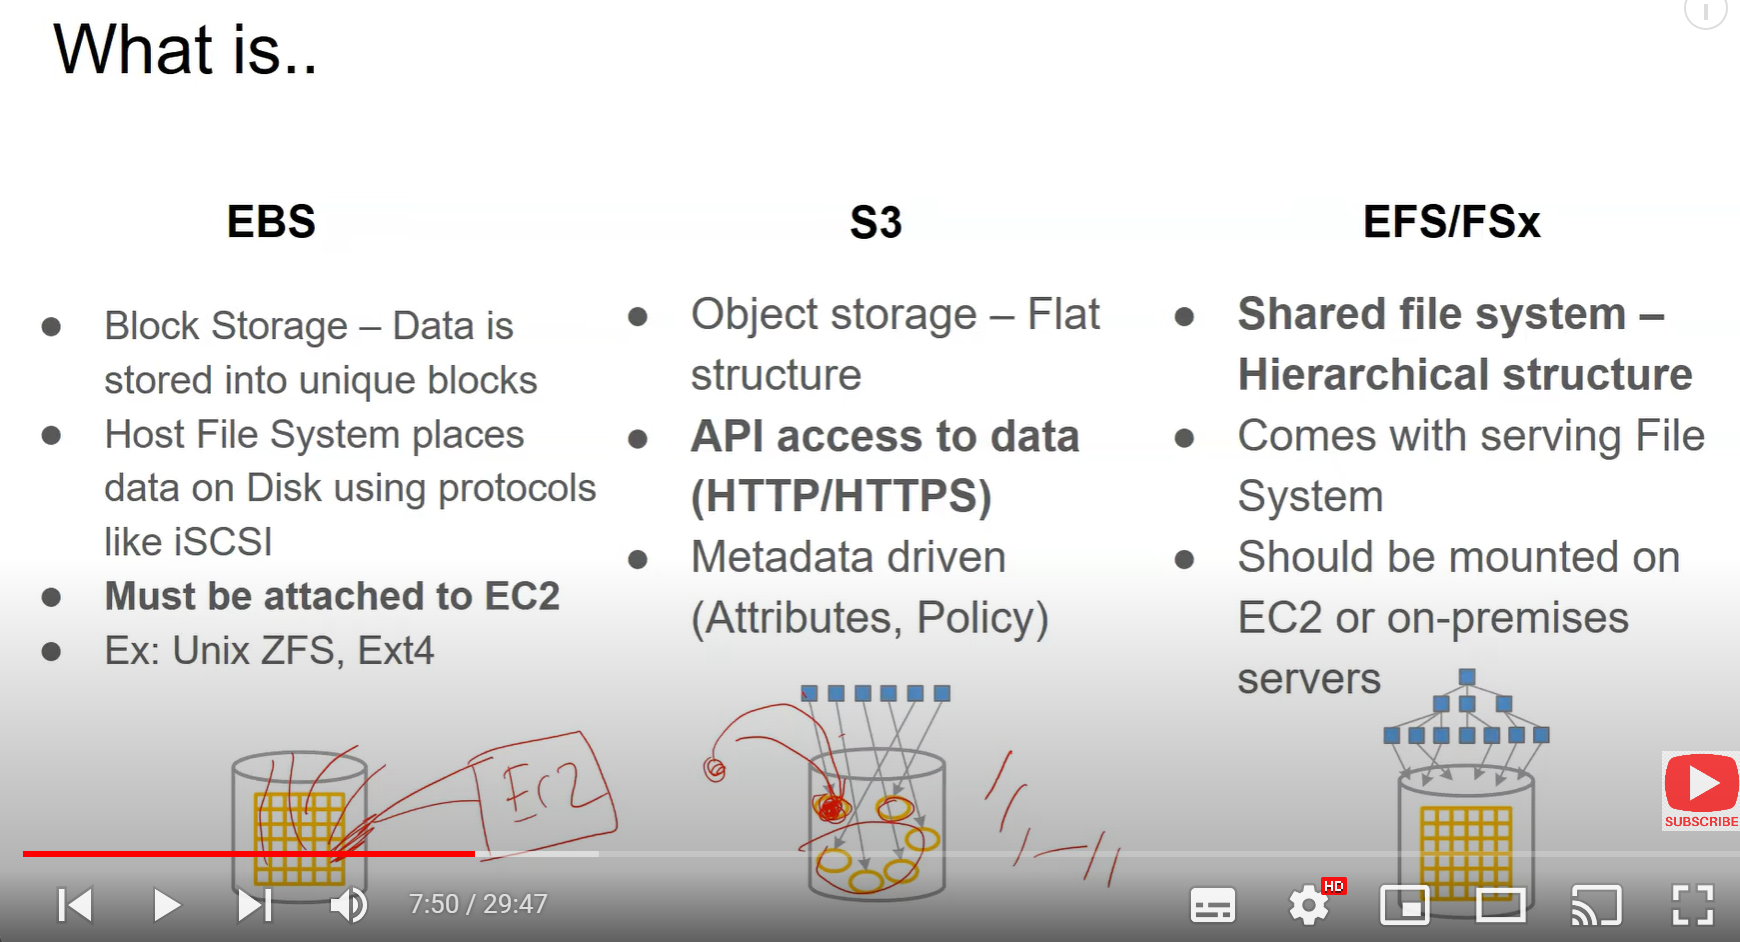 What is..
EBS
● Block Storage – Data is
stored into unique blocks
● Host File System places
data on Disk using protocols
like iSCSI
● Must be attached to EC2
● Ex: Unix ZFS, Ext4
S3
● Object storage – Flat
structure
● API access to data
(HTTP/HTTPS)
● Metadata driven
(Attributes, Policy)
EFS/FSx
● Shared file system –
Hierarchical structure
● Comes with serving File
System
● Should be mounted on
EC2 or on-premises
servers
EC2
SUBSCRIBE
7:50 / 29:47
HD